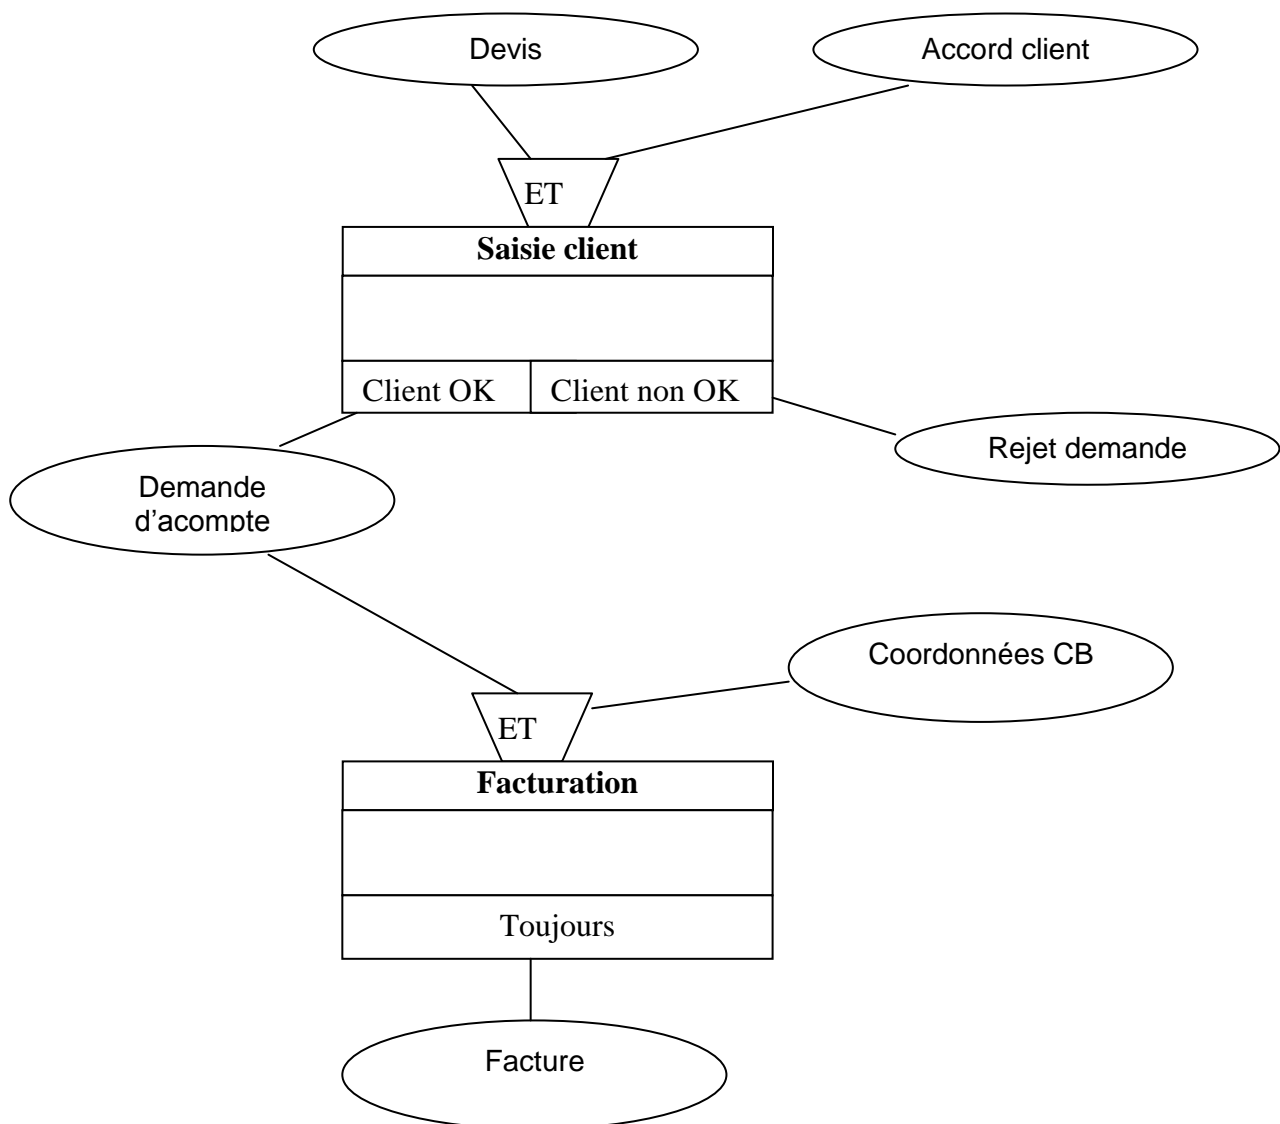 Devis
Accord client
ET
Saisie client
Client OK
Client non OK
Rejet demande
Demande
d'acompte
Coordonnées CB
ET
Facturation
Toujours
Facture